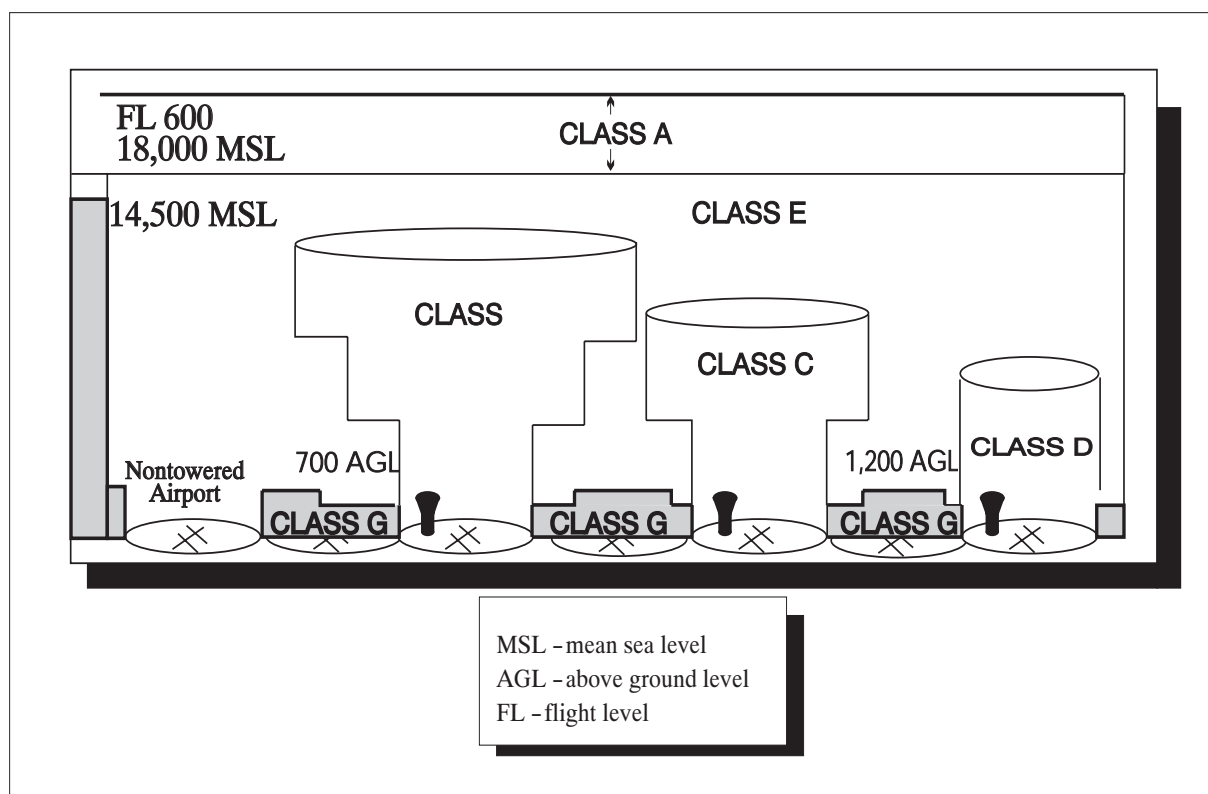 FL 600
18,000 MSL
CLASS A
14,500 MSL
CLASS E
CLASS
CLASS C
Nontowered
Airport
700 AGL
1,200 AGL
CLASS D
CLASS G
CLASS G
CLASS G
MSL – mean sea level
AGL – above ground level
FL – flight level